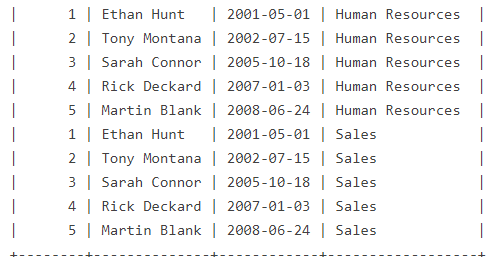 |      1 | Ethan Hunt   | 2001-05-01 | Human Resources  |
|      2 | Tony Montana | 2002-07-15 | Human Resources  |
|      3 | Sarah Connor | 2005-10-18 | Human Resources  |
|      4 | Rick Deckard | 2007-01-03 | Human Resources  |
|      5 | Martin Blank | 2008-06-24 | Human Resources  |
|      1 | Ethan Hunt   | 2001-05-01 | Sales            |
|      2 | Tony Montana | 2002-07-15 | Sales            |
|      3 | Sarah Connor | 2005-10-18 | Sales            |
|      4 | Rick Deckard | 2007-01-03 | Sales            |
|      5 | Martin Blank | 2008-06-24 | Sales            |
+--------+--------------+------------+------------------+